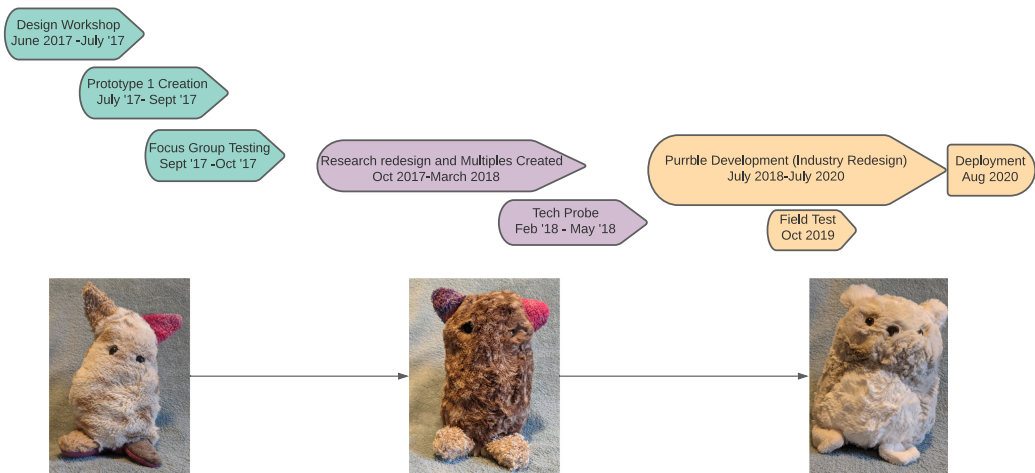 Design Workshop
June 2017 -July '17
Prototype 1 Creation
July '17- Sept '17
Focus Group Testing
Sept '17 -Oct '17
Research redesign and Multiples Created
Oct 2017-March 2018
Tech Probe
Feb '18 - May '18
Purrble Development (Industry Redesign)
July 2018-July 2020
Field Test
Oct 2019
Deployment
Aug 2020